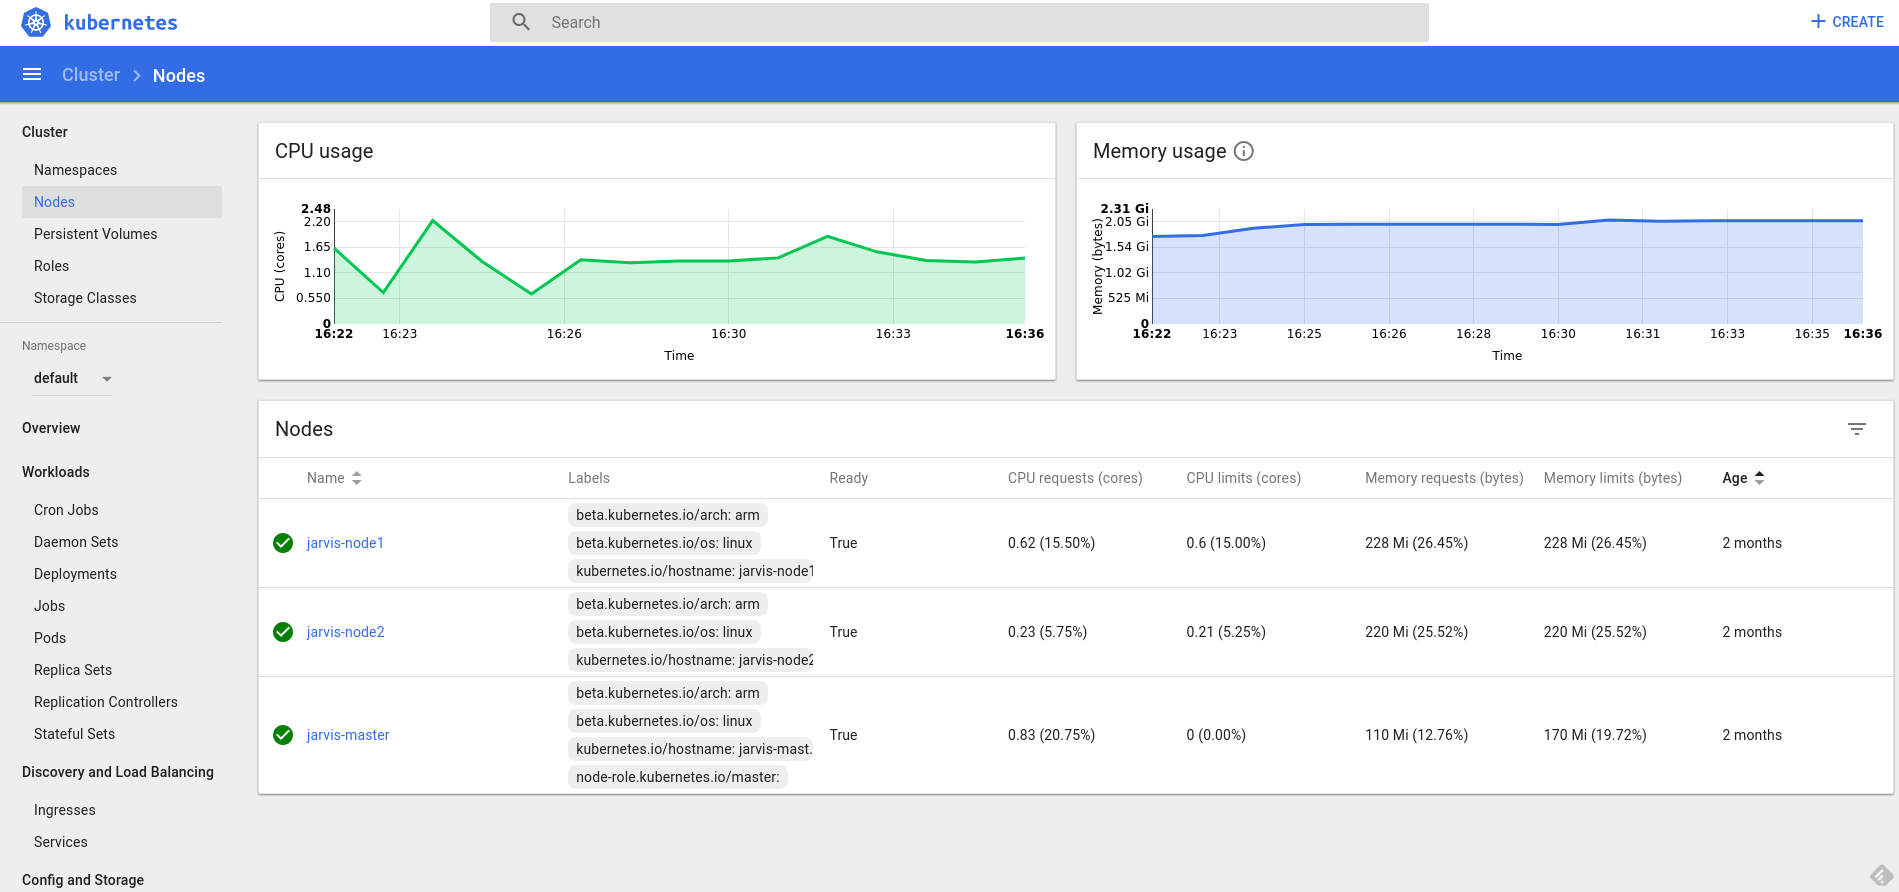 kubernetes
Search
CREATE
Cluster
Nodes
Cluster
Namespaces
Nodes
Persistent Volumes
Roles
Storage Classes
Namespace
default
Overview
Workloads
Cron Jobs
Daemon Sets
Deployments
Jobs
Pods
Replica Sets
Replication Controllers
Stateful Sets
Discovery and Load Balancing
Ingresses
Services
Config and Storage
CPU usage
CPU (cores)
2.48
2.20
1.65
1.10
0.550
0
16:22 16:23 16:26 16:30 16:33 16:36
Time
Memory usage
Memory (bytes)
2.31 Gi
2.05 Gi
1.54 Gi
1.02 Gi
525 Mi
0
16:22 16:23 16:25 16:26 16:28 16:30 16:31 16:33 16:35 16:36
Time
Nodes
Name Labels Ready CPU requests (cores) CPU limits (cores) Memory requests (bytes) Memory limits (bytes) Age
beta.kubernetes.io/arch: arm
jarvis-node1 beta.kubernetes.io/os: linux True 0.62 (15.50%) 0.6 (15.00%) 228 Mi (26.45%) 228 Mi (26.45%) 2 months
kubernetes.io/hostname: jarvis-node1
beta.kubernetes.io/arch: arm
jarvis-node2 beta.kubernetes.io/os: linux True 0.23 (5.75%) 0.21 (5.25%) 220 Mi (25.52%) 220 Mi (25.52%) 2 months
kubernetes.io/hostname: jarvis-node2
beta.kubernetes.io/arch: arm
beta.kubernetes.io/os: linux
jarvis-master True 0.83 (20.75%) 0 (0.00%) 110 Mi (12.76%) 170 Mi (19.72%) 2 months
kubernetes.io/hostname: jarvis-mast.
node-role.kubernetes.io/master: